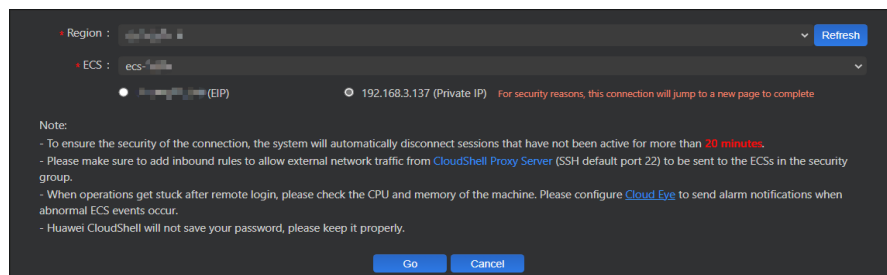 * Region :
Refresh
* ECS : ecs-
(EIP) 192.168.3.137 (Private IP) For security reasons, this connection will jump to a new page to complete
Note:
- To ensure the security of the connection, the system will automatically disconnect sessions that have not been active for more than 20 minutes.
- Please make sure to add inbound rules to allow external network traffic from CloudShell Proxy Server (SSH default port 22) to be sent to the ECSs in the security
group.
- When operations get stuck after remote login, please check the CPU and memory of the machine. Please configure Cloud Eye to send alarm notifications when
abnormal ECS events occur.
- Huawei CloudShell will not save your password, please keep it properly.
Go Cancel